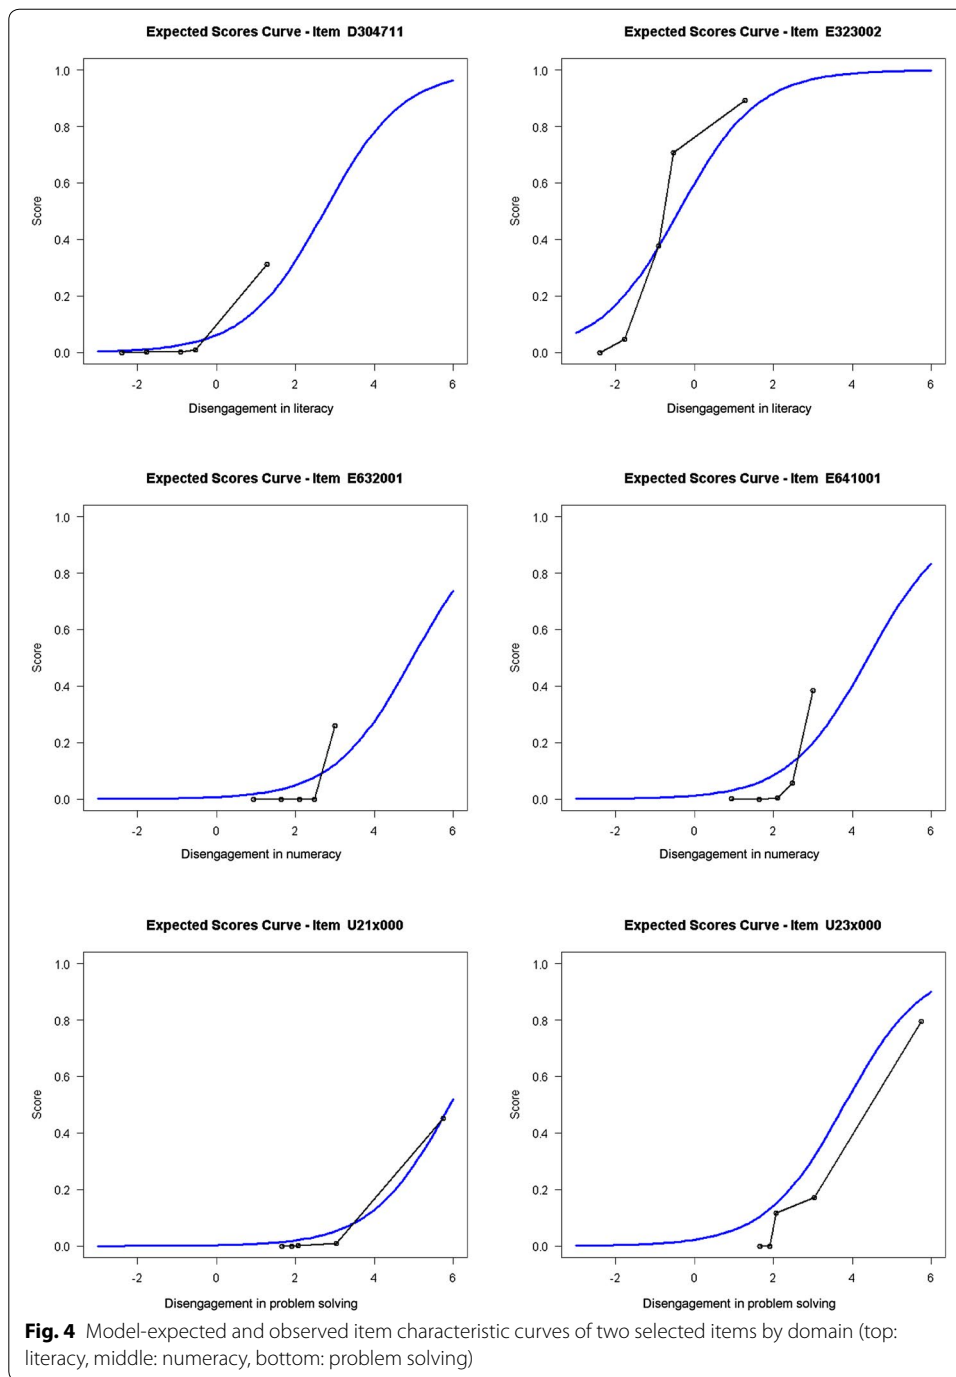 Expected Scores Curve - Item D304711
1.0
0.8
0.6
0.4
0.2
0.0
Score
-2 0 2 4 6
Disengagement in literacy
Expected Scores Curve - Item E323002
1.0
0.8
0.6
0.4
0.2
0.0
Score
-2 0 2 4 6
Disengagement in literacy
Expected Scores Curve - Item E632001
1.0
0.8
0.6
0.4
0.2
0.0
Score
-2 0 2 4 6
Disengagement in numeracy
Expected Scores Curve - Item E641001
1.0
0.8
0.6
0.4
0.2
0.0
Score
-2 0 2 4 6
Disengagement in numeracy
Expected Scores Curve - Item U21x000
1.0
0.8
0.6
0.4
0.2
0.0
Score
-2 0 2 4 6
Disengagement in problem solving
Expected Scores Curve - Item U23x000
1.0
0.8
0.6
0.4
0.2
0.0
Score
-2 0 2 4 6
Disengagement in problem solving
Fig. 4 Model-expected and observed item characteristic curves of two selected items by domain (top:
literacy, middle: numeracy, bottom: problem solving)